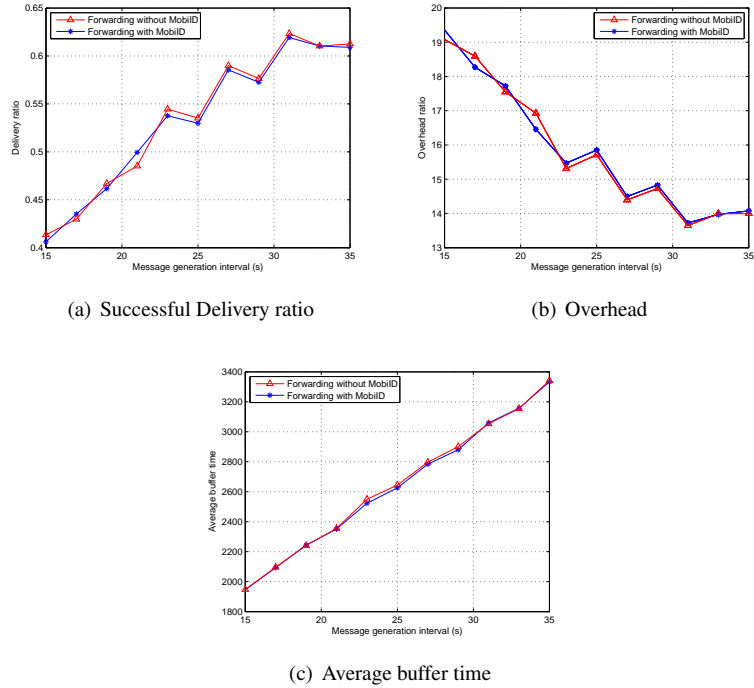 0.65
0.6
0.55
0.5
0.45
0.4
Delivery ratio
Forwarding without MobiID
Forwarding with MobiID
15 20 25 30 35
Message generation interval (s)
(a) Successful Delivery ratio
20
19
18
17
16
15
14
13
Overhead ratio
Forwarding without MobiID
Forwarding with MobiID
15 20 25 30 35
Message generation interval (s)
(b) Overhead
3400
3200
3000
2800
2600
2400
2200
2000
1800
Average buffer time
Forwarding without MobiID
Forwarding with MobiID
15 20 25 30 35
Message generation interval (s)
(c) Average buffer time